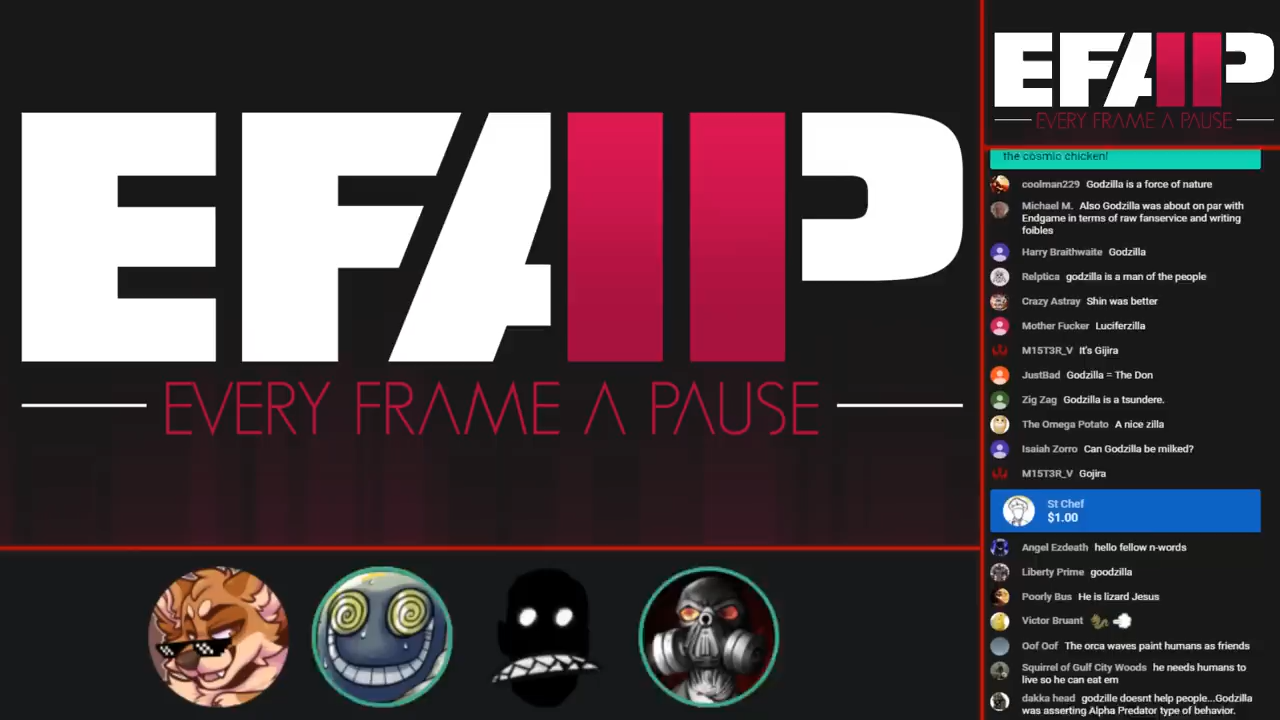 EFAP
EVERY FRAME A PAUSE
EFAP
EVERY FRAME A PAUSE
the cosmic chicken!
coolman229 Godzilla is a force of nature
Michael M. Also Godzilla was about on par with
Endgame in terms of raw fanservice and writing
foibles
Harry Braithwaite Godzilla
Relptica godzilla is a man of the people
Crazy Astray Shin was better
Mother Fucker Luciferzilla
M15T3R_V It's Gijira
JustBad Godzilla = The Don
Zig Zag Godzilla is a tsundere.
The Omega Potato A nice zilla
Isaiah Zorro Can Godzilla be milked?
M15T3R_V Gojira
St Chef
$1.00
Angel Ezdeath hello fellow n-words
Liberty Prime goodzilla
Poorly Bus He is lizard Jesus
Victor Bruant
Oof Oof The orca waves paint humans as friends
Squirrel of Gulf City Woods he needs humans to
live so he can eat em
dakka head godzille doesnt help people...Godzilla
was asserting Alpha Predator type of behavior.